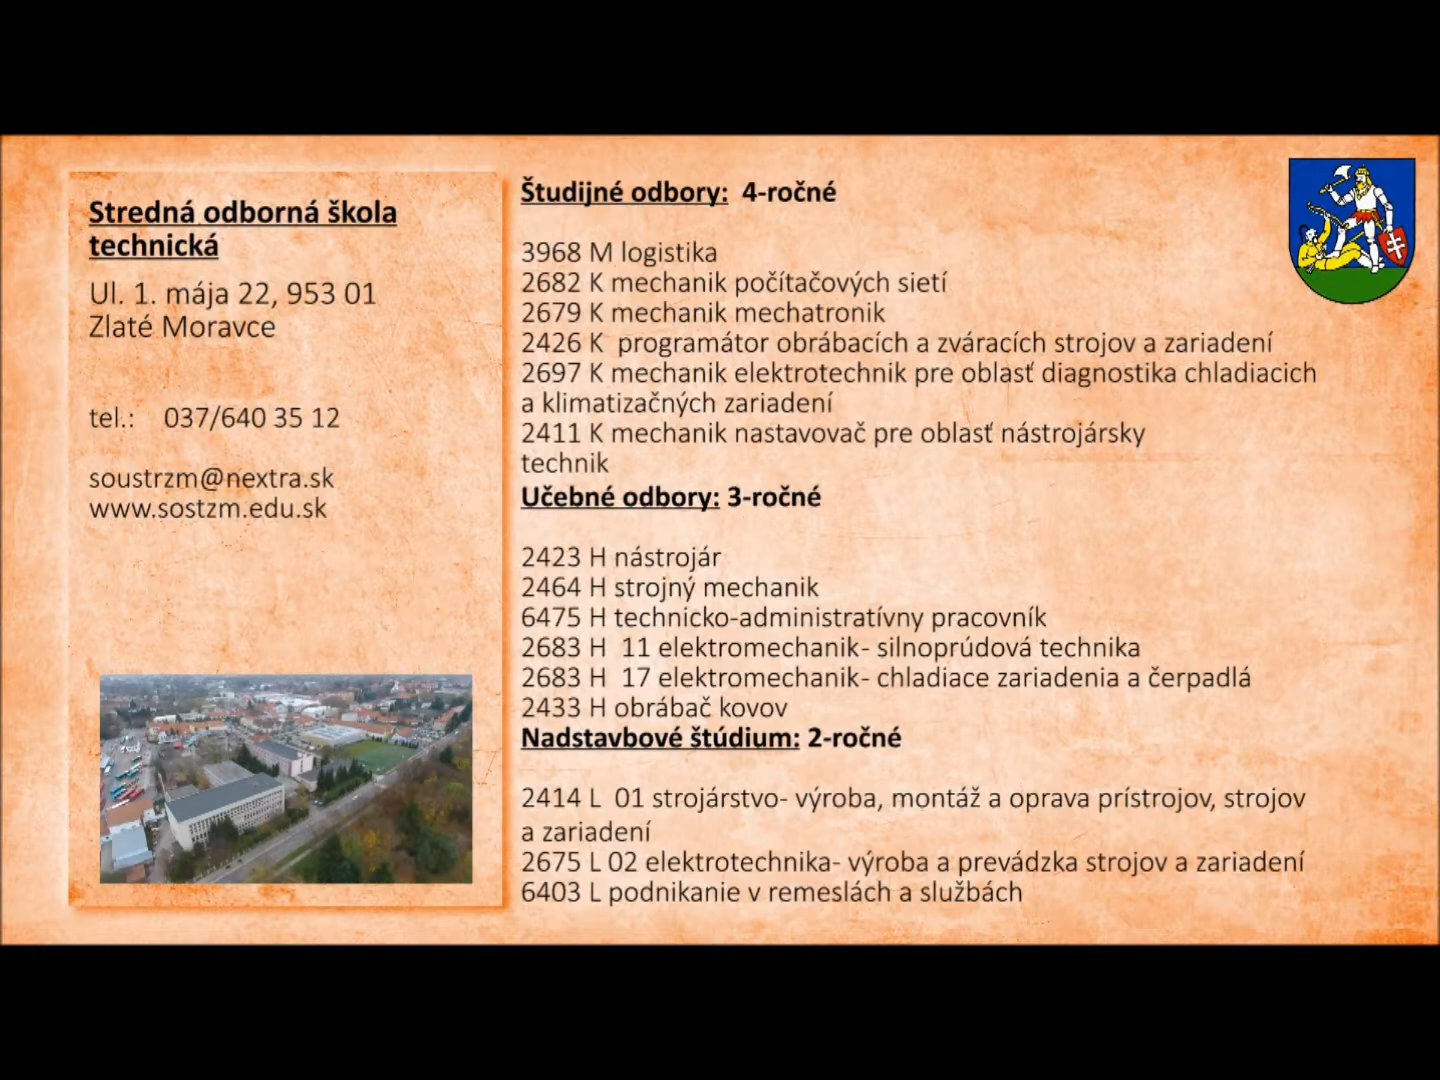 Stredná odborná škola
technická
Ul. 1. mája 22, 953 01
Zlaté Moravce
tel.: 037/640 35 12
soustrzm@nextra.sk
www.sostzm.edu.sk
Študijné odbory: 4-ročné
3968 M logistika
2682 K mechanik počítačových sietí
2679 K mechanik mechatronik
2426 K programátor obrábacích a zváracích strojov a zariadení
2697 K mechanik elektrotechnik pre oblasť diagnostika chladiacich
a klimatizačných zariadení
2411 K mechanik nastavovač pre oblasť nástrojársky
technik
Učebné odbory: 3-ročné
2423 H nástrojár
2464 H strojný mechanik
6475 H technicko-administratívny pracovník
2683 H 11 elektromechanik- silnoprúdová technika
2683 H 17 elektromechanik- chladiace zariadenia a čerpadlá
2433 H obrábač kovov
Nadstavbové štúdium: 2-ročné
2414 L 01 strojárstvo- výroba, montáž a oprava prístrojov, strojov
a zariadení
2675 L 02 elektrotechnika- výroba a prevádzka strojov a zariadení
6403 L podnikanie v remeslách a službách